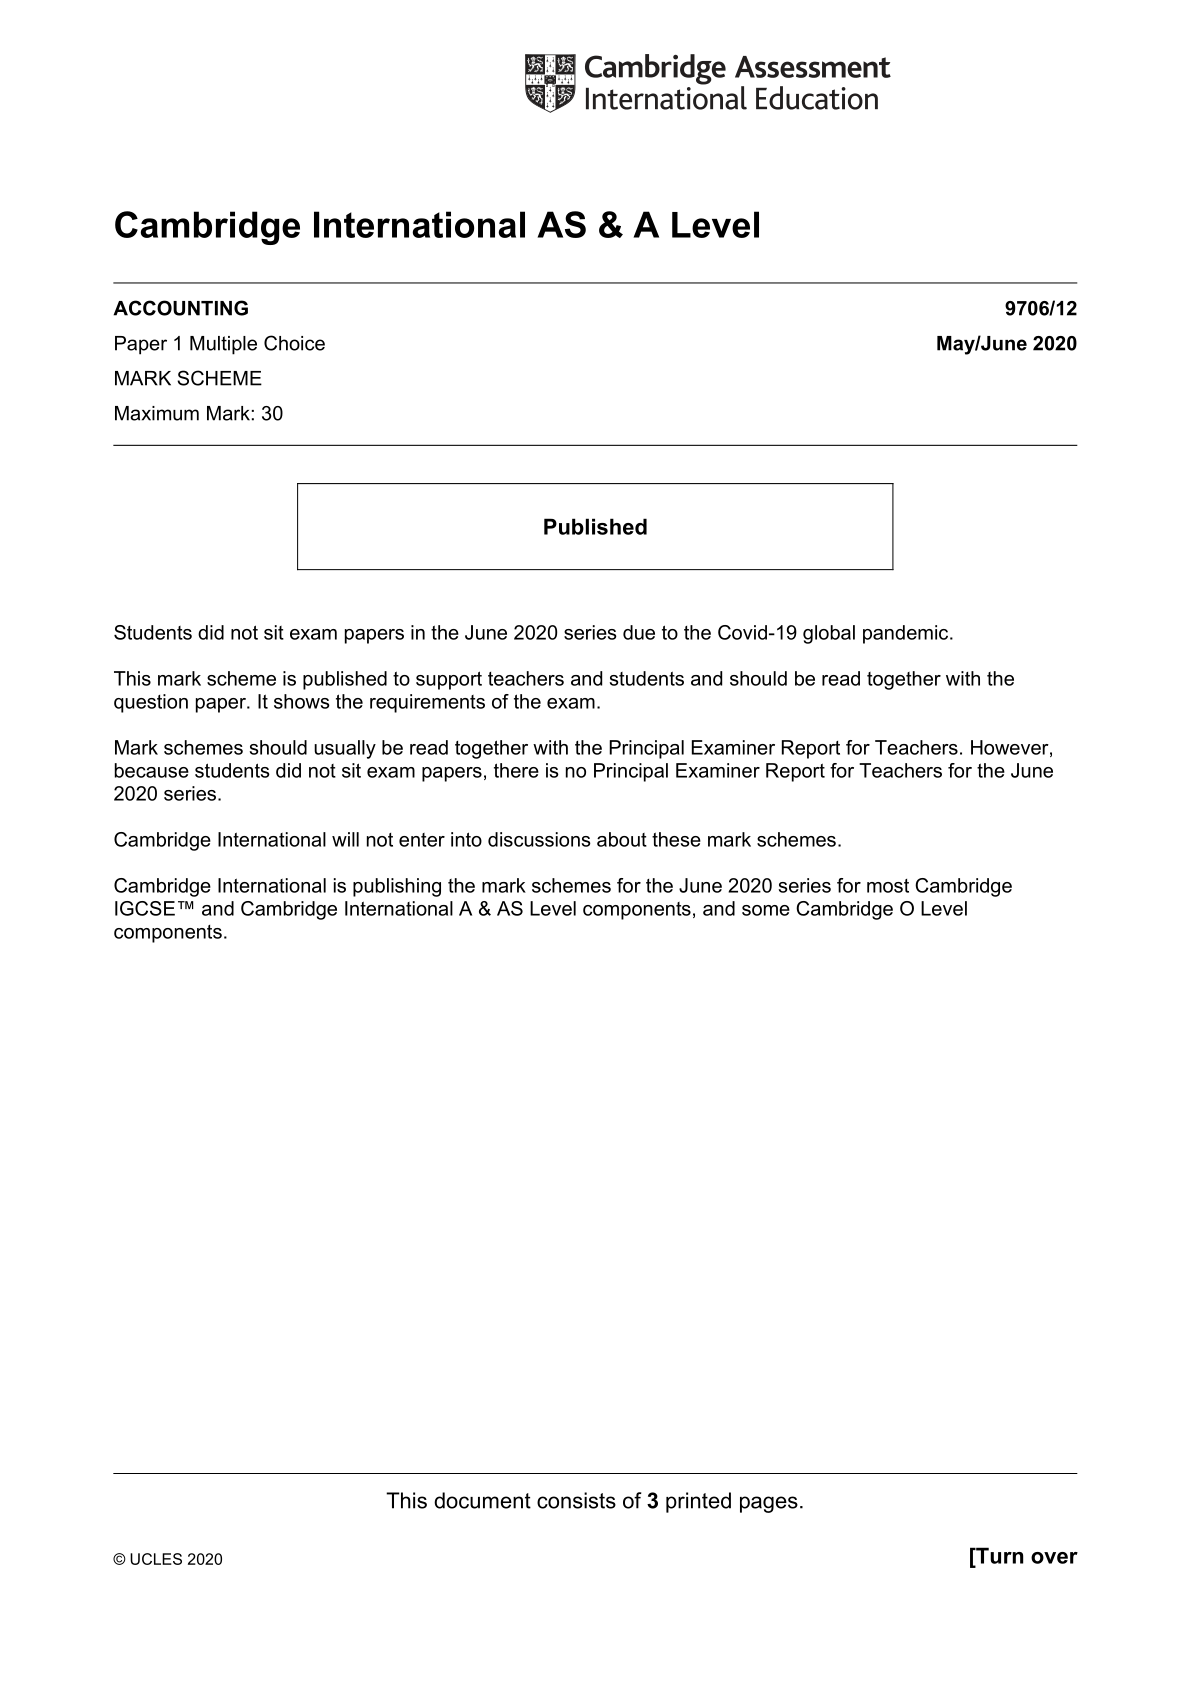 Cambridge Assessment
International Education
Cambridge International AS & A Level
ACCOUNTING 9706/12
Paper 1 Multiple Choice May/June 2020
MARK SCHEME
Maximum Mark: 30
Published
Students did not sit exam papers in the June 2020 series due to the Covid-19 global pandemic.
This mark scheme is published to support teachers and students and should be read together with the
question paper. It shows the requirements of the exam.
Mark schemes should usually be read together with the Principal Examiner Report for Teachers. However,
because students did not sit exam papers, there is no Principal Examiner Report for Teachers for the June
2020 series.
Cambridge International will not enter into discussions about these mark schemes.
Cambridge International is publishing the mark schemes for the June 2020 series for most Cambridge
IGCSE™ and Cambridge International A & AS Level components, and some Cambridge O Level
components.
This document consists of 3 printed pages.
© UCLES 2020 [Turn over